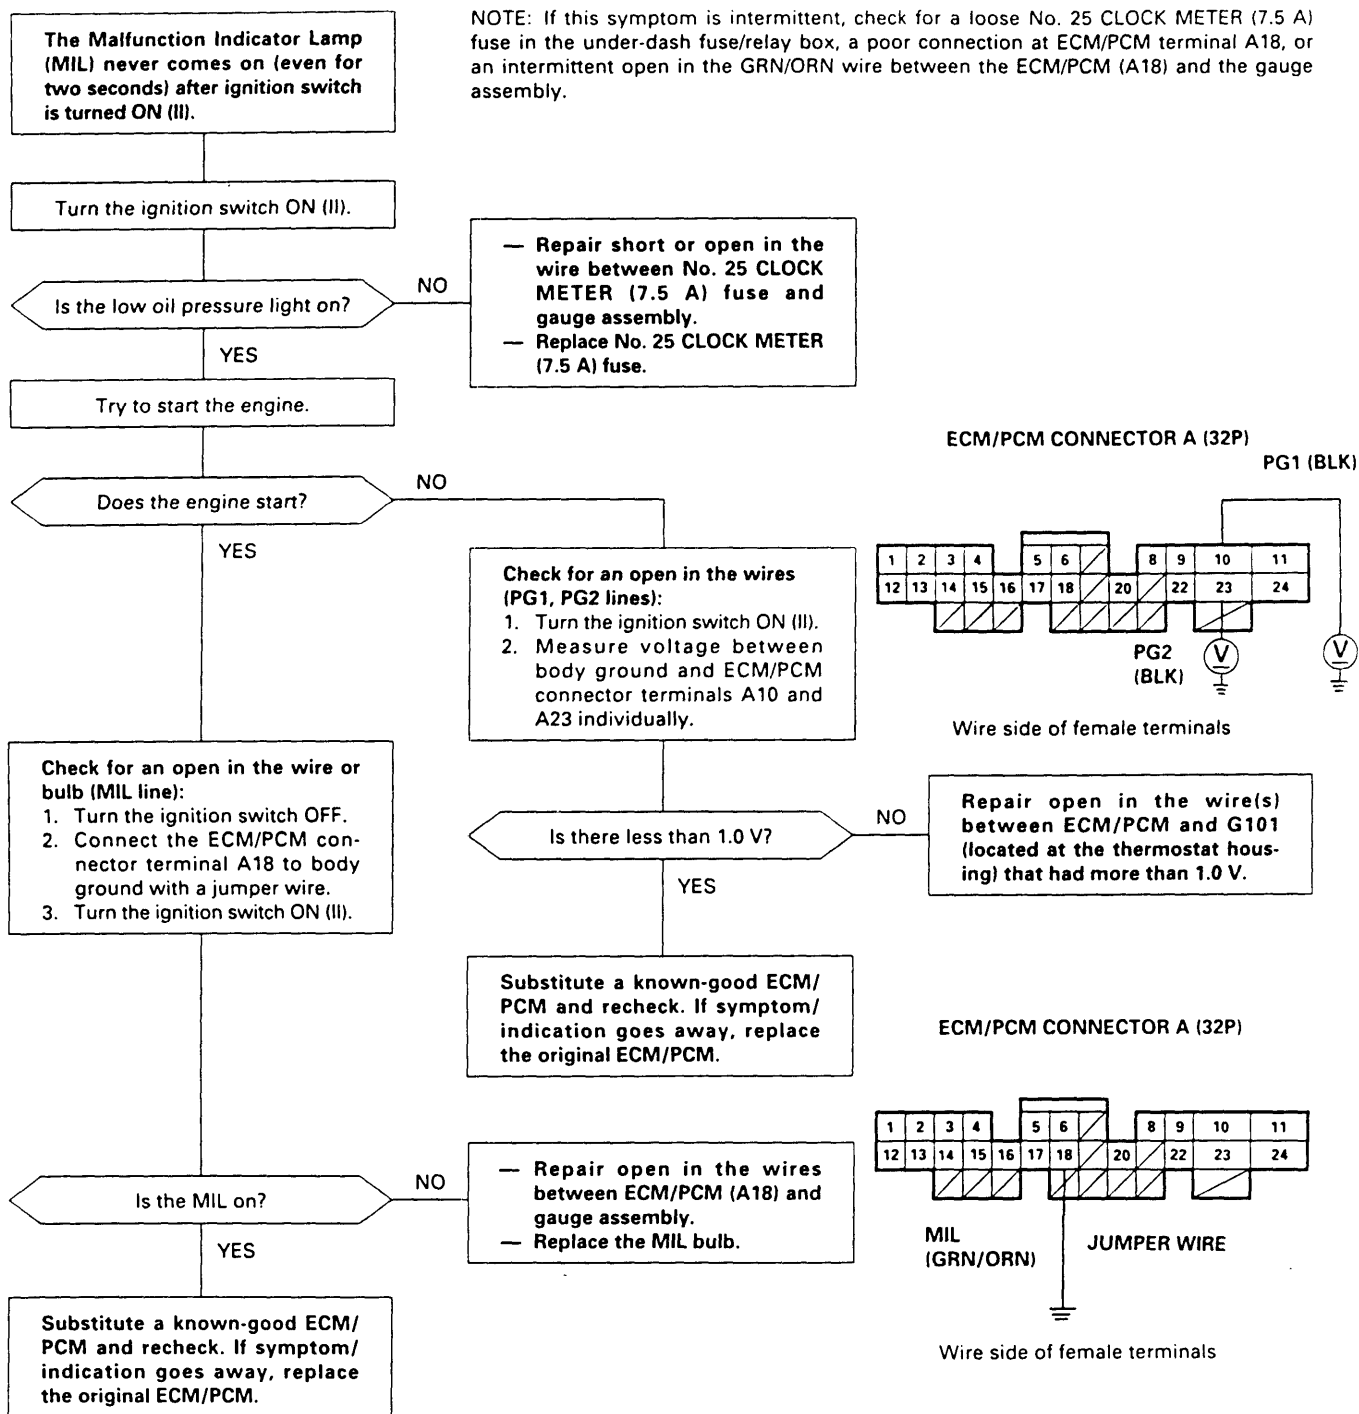 NOTE: If this symptom is intermittent, check for a loose No. 25 CLOCK METER (7.5 A)
fuse in the under-dash fuse/relay box, a poor connection at ECM/PCM terminal A18, or
an intermittent open in the GRN/ORN wire between the ECM/PCM (A18) and the gauge
assembly.
The Malfunction Indicator Lamp
(MIL) never comes on (even for
two seconds) after ignition switch
is turned ON (II).
Turn the ignition switch ON (II).
Is the low oil pressure light on?
NO
— Repair short or open in the
wire between No. 25 CLOCK
METER (7.5 A) fuse and
gauge assembly.
— Replace No. 25 CLOCK METER
(7.5 A) fuse.
YES
Try to start the engine.
Does the engine start?
NO
YES
Check for an open in the wires
(PG1, PG2 lines):
1. Turn the ignition switch ON (II).
2. Measure voltage between
body ground and ECM/PCM
connector terminals A10 and
A23 individually.
ECM/PCM CONNECTOR A (32P)
PG1 (BLK)
1 2 3 4 5 6 8 9 10 11
12 13 14 15 16 17 18 20 22 23 24
PG2
(BLK)
V
V
Wire side of female terminals
Check for an open in the wire or
bulb (MIL line):
1. Turn the ignition switch OFF.
2. Connect the ECM/PCM con-
nector terminal A18 to body
ground with a jumper wire.
3. Turn the ignition switch ON (II).
Is there less than 1.0 V?
NO
Repair open in the wire(s)
between ECM/PCM and G101
(located at the thermostat hous-
ing) that had more than 1.0 V.
YES
Substitute a known-good ECM/
PCM and recheck. If symptom/
indication goes away, replace
the original ECM/PCM.
ECM/PCM CONNECTOR A (32P)
1 2 3 4 5 6 8 9 10 11
12 13 14 15 16 17 18 20 22 23 24
MIL
(GRN/ORN)
JUMPER WIRE
Wire side of female terminals
Is the MIL on?
NO
— Repair open in the wires
between ECM/PCM (A18) and
gauge assembly.
— Replace the MIL bulb.
YES
Substitute a known-good ECM/
PCM and recheck. If symptom/
indication goes away, replace
the original ECM/PCM.